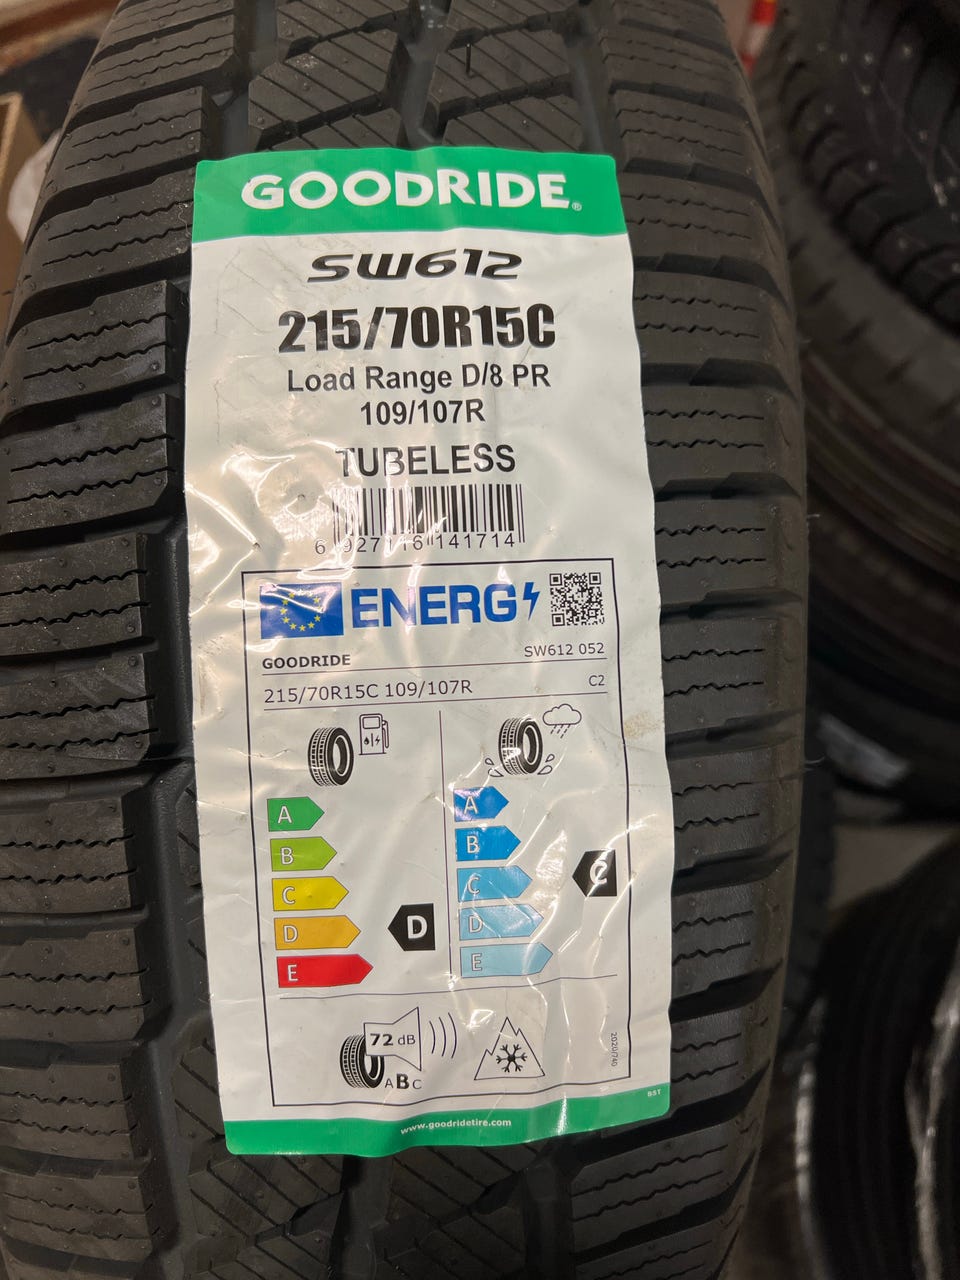 GOODRIDE®
SW612
215/70R15C
Load Range D/8 PR
109/107R
TUBELESS
6 927116 141714
ENERG
GOODRIDE SW612 052
215/70R15C 109/107R C2
A A
B B
C C C
D D D
E E
72 dB
ABC
2020/740
BST
www.goodridetire.com